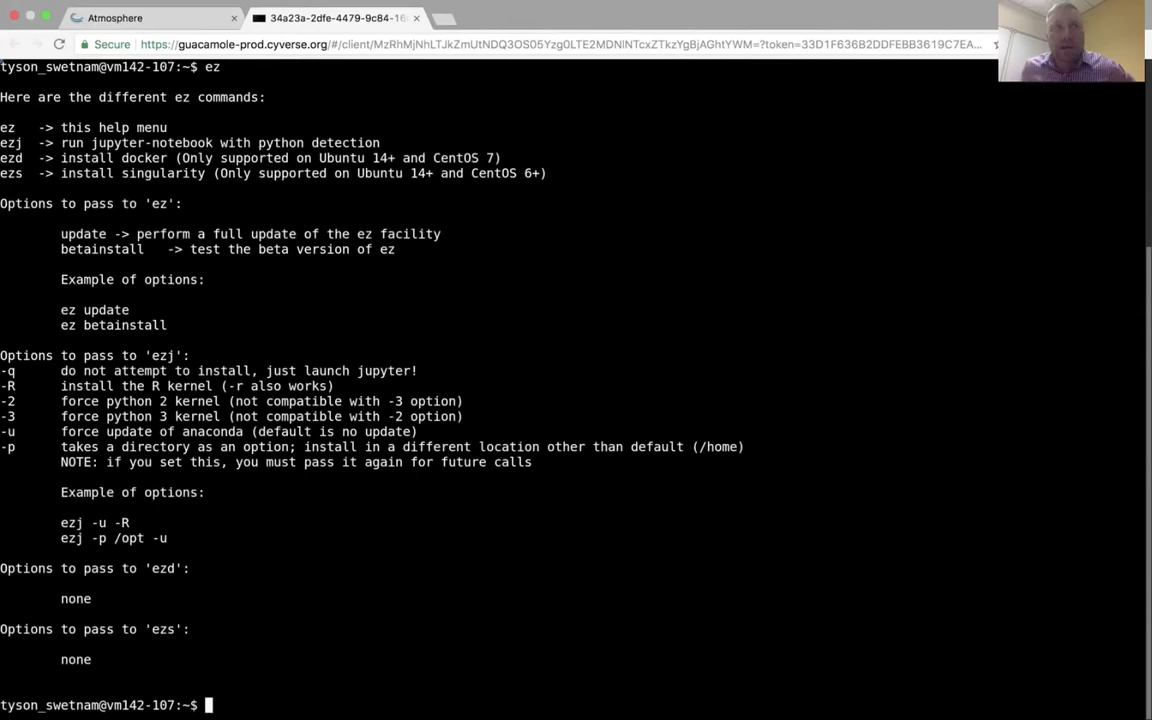 Atmosphere
34a23a-2dfe-4479-9c84-16
Secure https://guacamole-prod.cyverse.org/#/client/MzRhMjNhLTJkZmUtNDQ3OS05Yzg0LTE2MDNlNTcxZTkzYgBjAGhtYWM=?token=33D1F636B2DDFEBB3619C7EA...
tyson_swetnam@vm142-107:~$ ez
Here are the different ez commands:
ez -> this help menu
ezj -> run jupyter-notebook with python detection
ezd -> install docker (Only supported on Ubuntu 14+ and CentOS 7)
ezs -> install singularity (Only supported on Ubuntu 14+ and CentOS 6+)
Options to pass to 'ez':
update -> perform a full update of the ez facility
betainstall -> test the beta version of ez
Example of options:
ez update
ez betainstall
Options to pass to 'ezj':
-q do not attempt to install, just launch jupyter!
-R install the R kernel (-r also works)
-2 force python 2 kernel (not compatible with -3 option)
-3 force python 3 kernel (not compatible with -2 option)
-u force update of anaconda (default is no update)
-p takes a directory as an option; install in a different location other than default (/home)
NOTE: if you set this, you must pass it again for future calls
Example of options:
ezj -u -R
ezj -p /opt -u
Options to pass to 'ezd':
none
Options to pass to 'ezs':
none
tyson_swetnam@vm142-107:~$